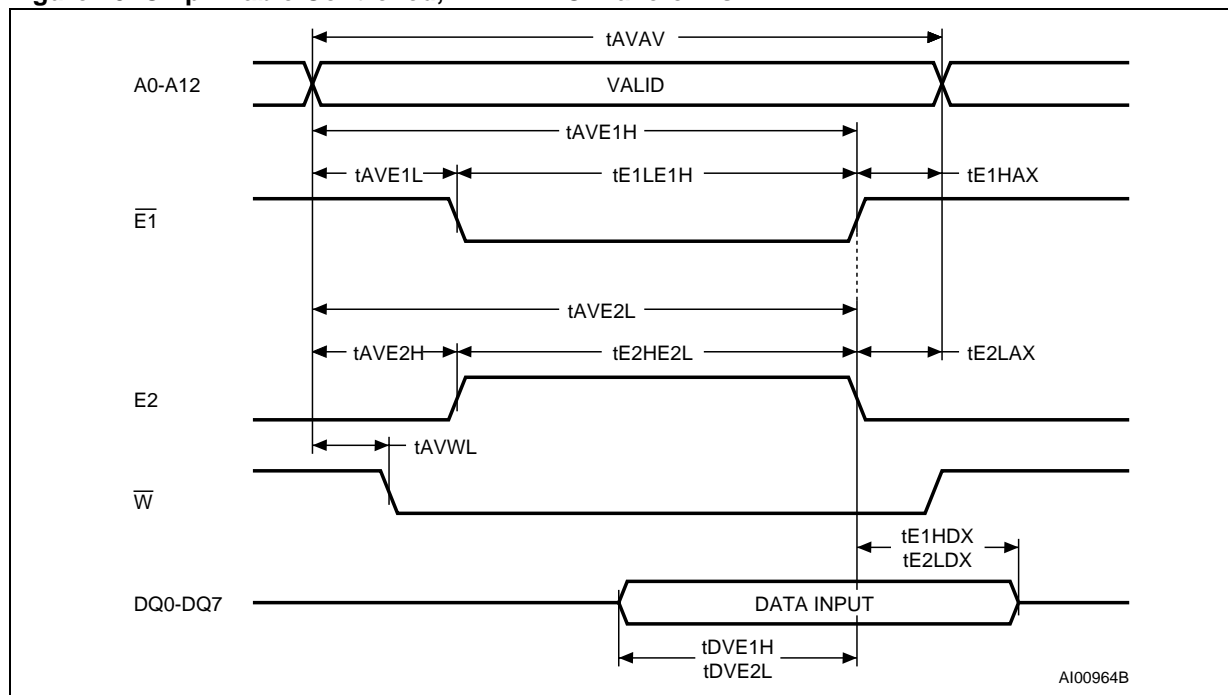 tAVAV
A0-A12
VALID
tAVE1H
tAVE1L
tE1LE1H
tE1HAX
E1
tAVE2L
tAVE2H
tE2HE2L
tE2LAX
E2
tAVWL
W
tE1HDX
tE2LDX
DQ0-DQ7
DATA INPUT
tDVE1H
tDVE2L
AI00964B